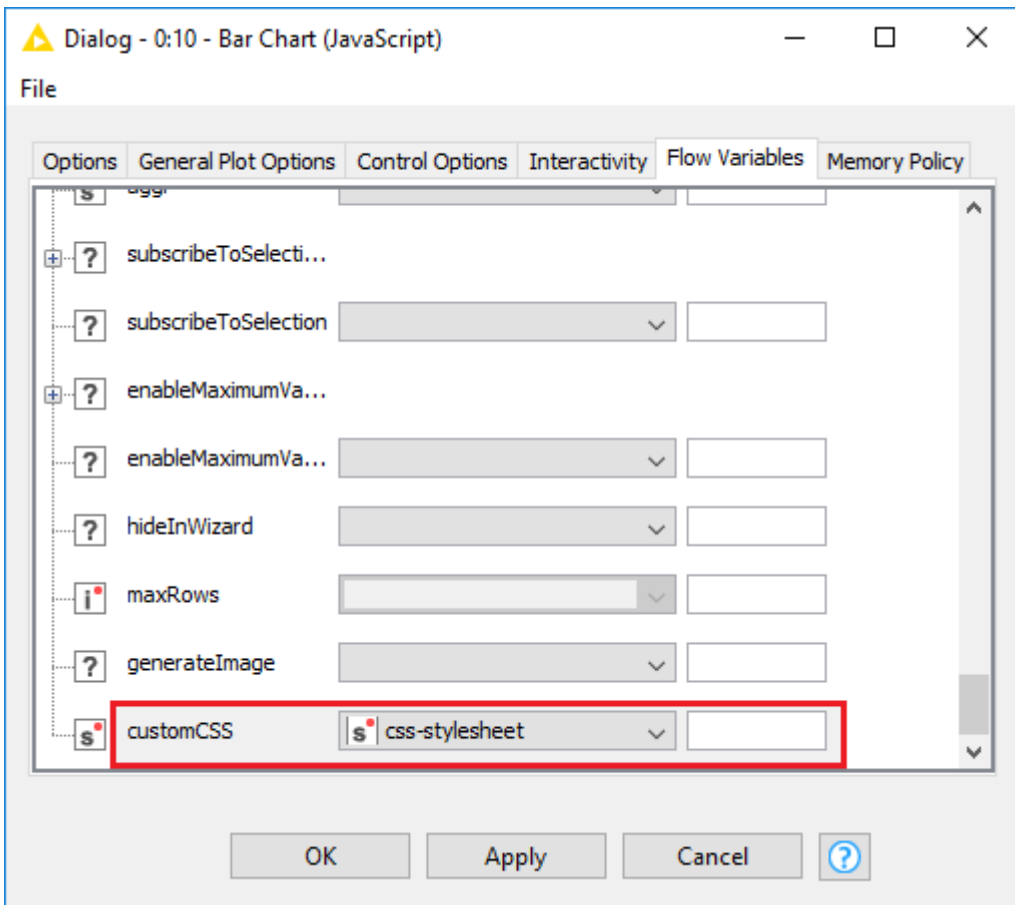 Dialog - 0:10 - Bar Chart (JavaScript)
File
Options General Plot Options Control Options Interactivity Flow Variables Memory Policy
s aggr
? subscribeToSelecti...
? subscribeToSelection
? enableMaximumVa...
? enableMaximumVa...
? hideInWizard
i maxRows
? generateImage
s customCSS s css-stylesheet
OK Apply Cancel ?